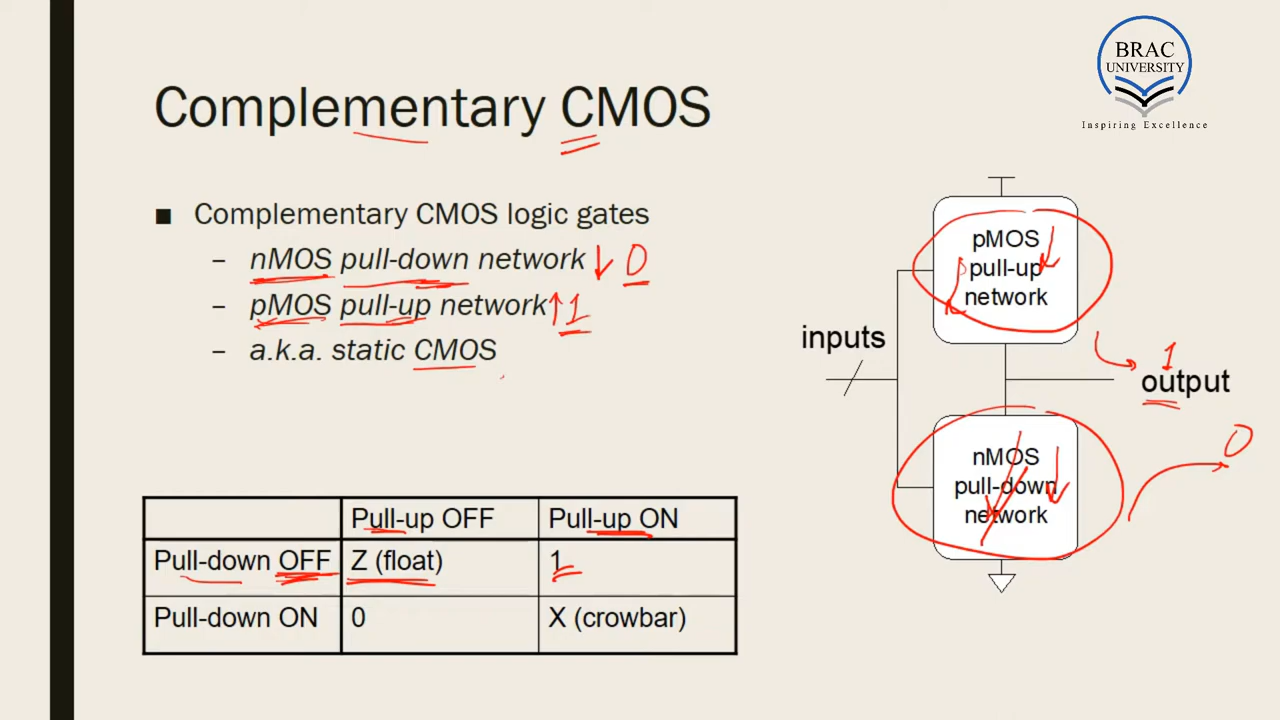 BRAC
UNIVERSITY
Inspiring Excellence
Complementary CMOS
■ Complementary CMOS logic gates
– nMOS pull-down network ↓ 0
– pMOS pull-up network ↑ 1
– a.k.a. static CMOS
pMOS
pull-up
network
inputs
1
output
0
nMOS
pull-down
network
Pull-up OFF Pull-up ON
Pull-down OFF Z (float) 1
Pull-down ON 0 X (crowbar)